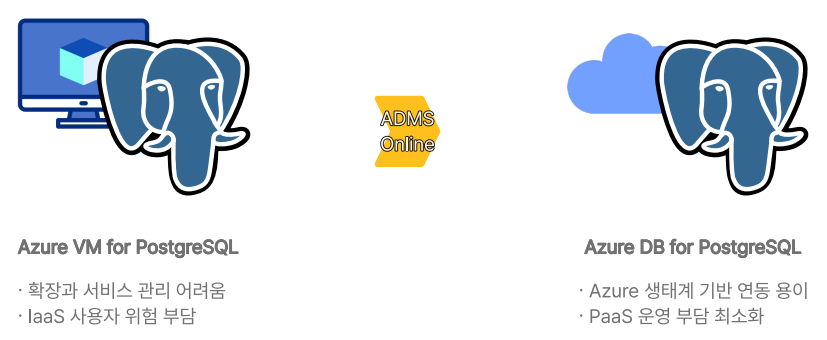 ADMS
Online
Azure VM for PostgreSQL
· 확장과 서비스 관리 어려움
· IaaS 사용자 위험 부담
Azure DB for PostgreSQL
· Azure 생태계 기반 연동 용이
· PaaS 운영 부담 최소화